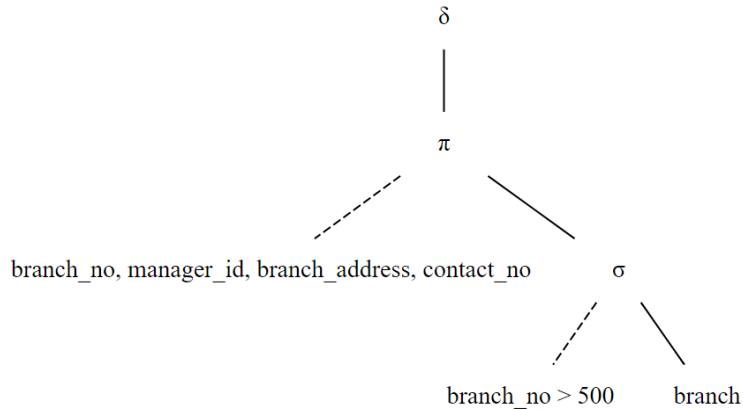 δ
π
branch_no, manager_id, branch_address, contact_no
σ
branch_no > 500
branch